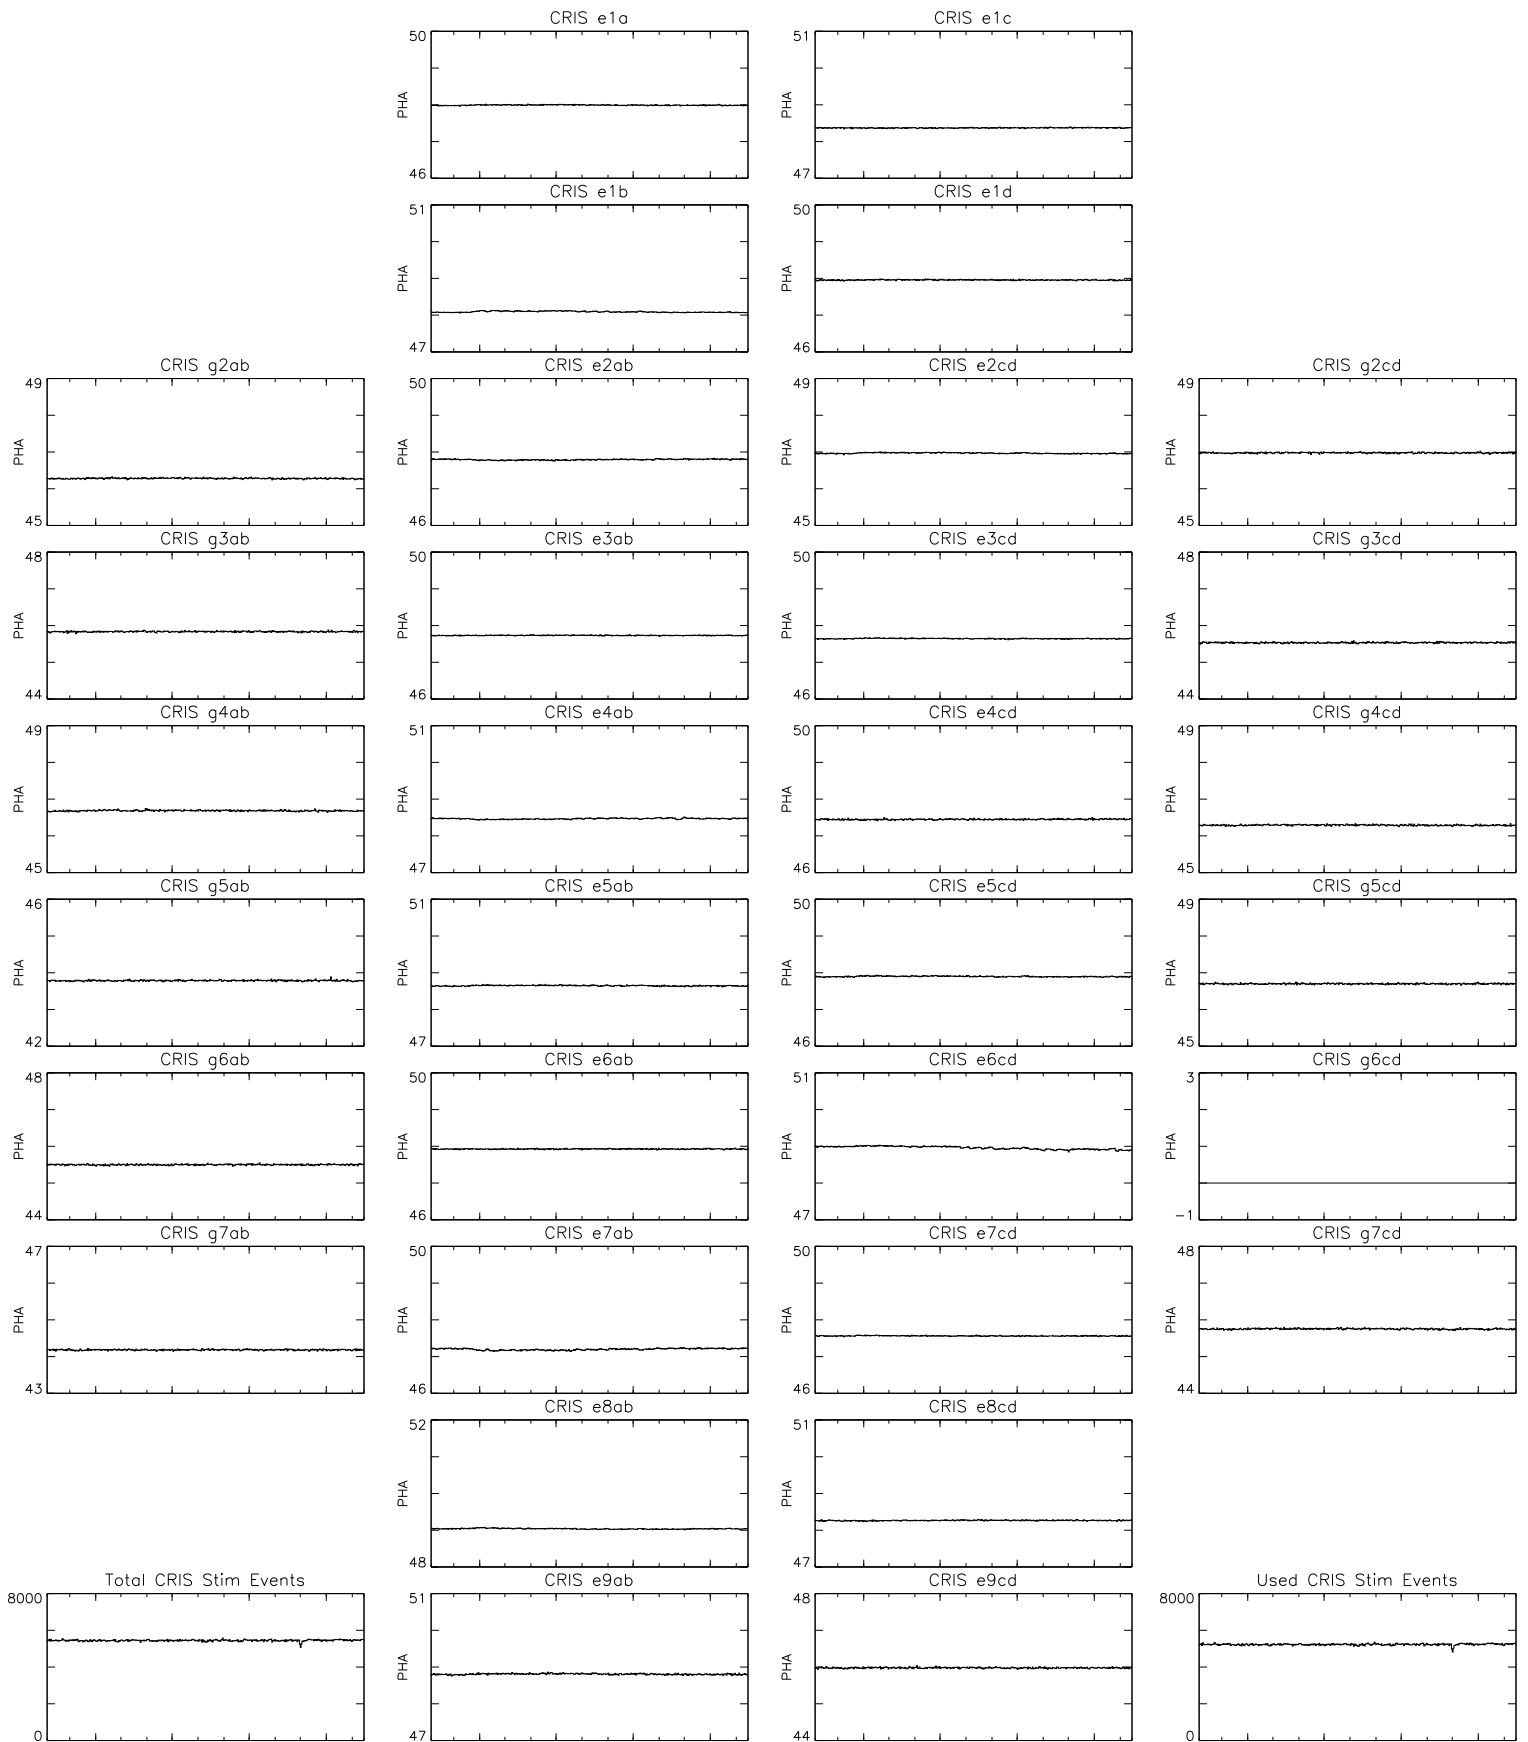 CRIS e1a
CRIS e1c
50
PHA
46
51
PHA
47
CRIS e1b
CRIS e1d
51
PHA
47
50
PHA
46
CRIS g2ab
CRIS e2ab
CRIS e2cd
CRIS g2cd
49
PHA
45
50
PHA
46
49
PHA
45
49
PHA
45
CRIS g3ab
CRIS e3ab
CRIS e3cd
CRIS g3cd
48
PHA
44
50
PHA
46
50
PHA
46
48
PHA
44
CRIS g4ab
CRIS e4ab
CRIS e4cd
CRIS g4cd
49
PHA
45
51
PHA
47
50
PHA
46
49
PHA
45
CRIS g5ab
CRIS e5ab
CRIS e5cd
CRIS g5cd
46
PHA
42
51
PHA
47
50
PHA
46
49
PHA
45
CRIS g6ab
CRIS e6ab
CRIS e6cd
CRIS g6cd
48
PHA
44
50
PHA
46
51
PHA
47
3
PHA
-1
CRIS g7ab
CRIS e7ab
CRIS e7cd
CRIS g7cd
47
PHA
43
50
PHA
46
50
PHA
46
48
PHA
44
CRIS e8ab
CRIS e8cd
52
PHA
48
51
PHA
47
Total CRIS Stim Events
CRIS e9ab
CRIS e9cd
Used CRIS Stim Events
8000
0
51
PHA
47
48
PHA
44
8000
0